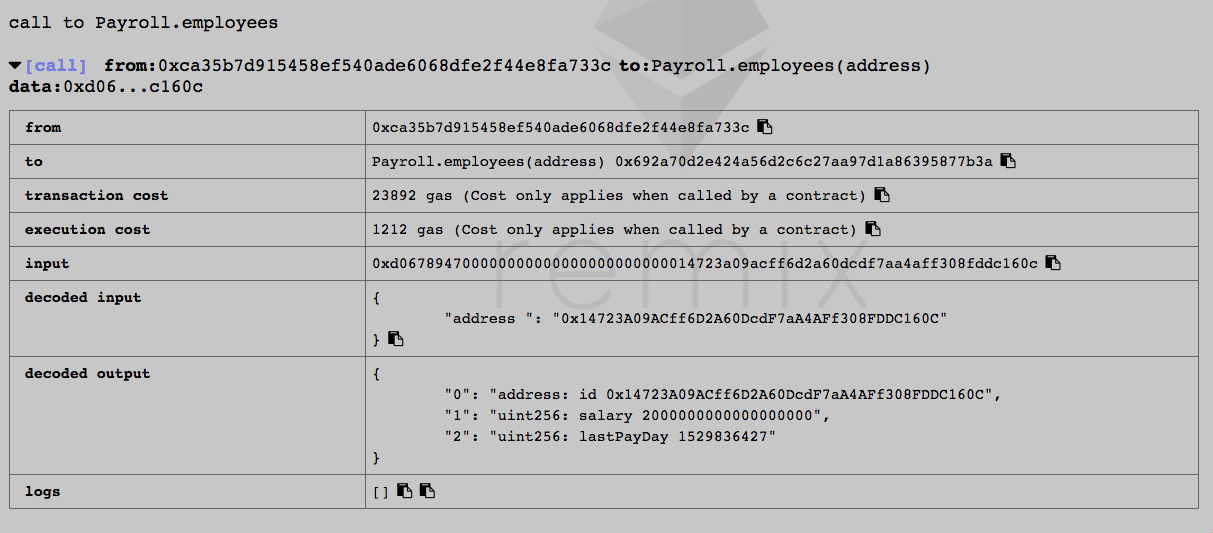 call to Payroll.employees
[call] from:0xca35b7d915458ef540ade6068dfe2f44e8fa733c to:Payroll.employees(address)
data:0xd06...c160c
from 0xca35b7d915458ef540ade6068dfe2f44e8fa733c
to Payroll.employees(address) 0x692a70d2e424a56d2c6c27aa97d1a86395877b3a
transaction cost 23892 gas (Cost only applies when called by a contract)
execution cost 1212 gas (Cost only applies when called by a contract)
input 0xd067894700000000000000000000000014723a09acff6d2a60dcdf7aa4aff308fddc160c
decoded input {
"address ": "0x14723A09ACff6D2A60DcdF7aA4AFf308FDDC160C"
}
decoded output {
"0": "address: id 0x14723A09ACff6D2A60DcdF7aA4AFf308FDDC160C",
"1": "uint256: salary 2000000000000000000",
"2": "uint256: lastPayDay 1529836427"
}
logs []
remix